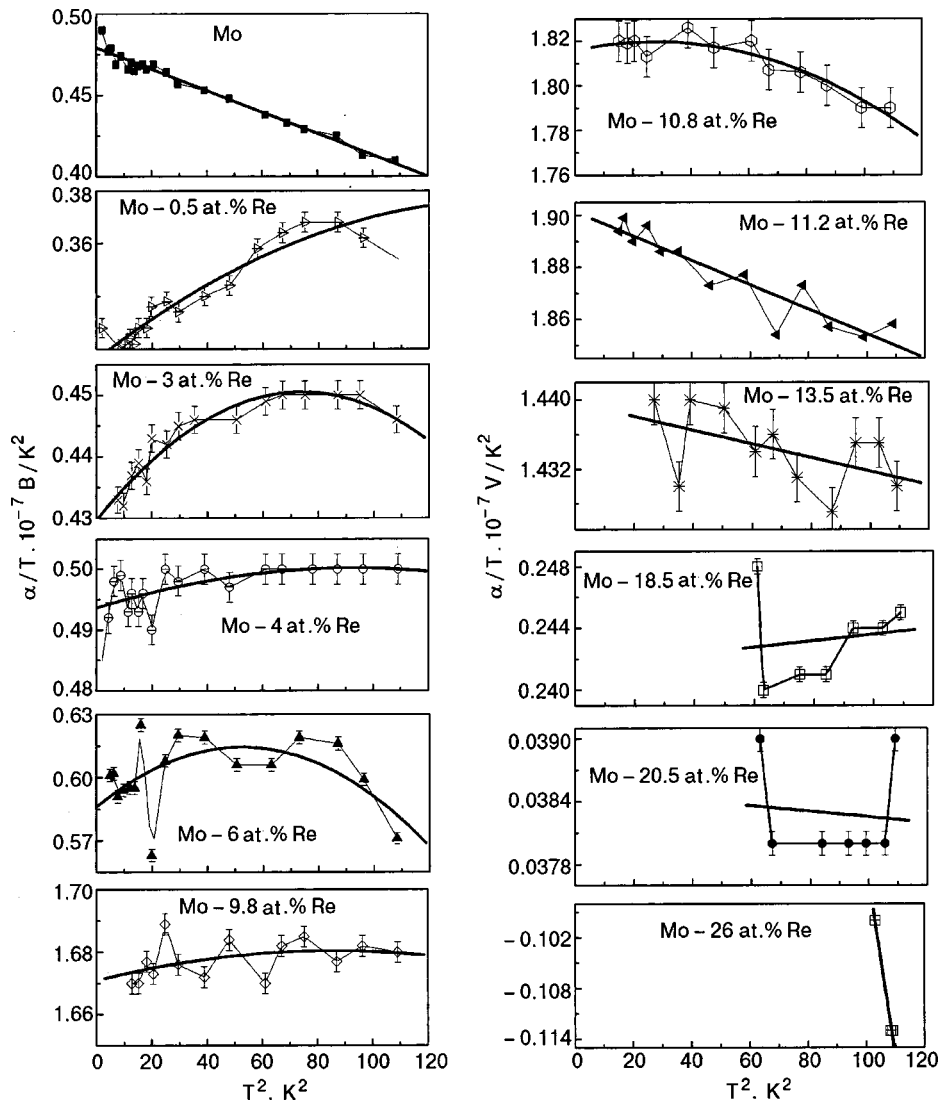 0.50
Mo
0.45
0.40
Mo – 0.5 at.% Re
0.38
0.36
Mo – 3 at.% Re
0.45
0.44
0.43
α/T. 10⁻⁷ B/K²
0.50
0.49
Mo – 4 at.% Re
0.48
0.63
0.60
Mo – 6 at.% Re
0.57
1.70
Mo – 9.8 at.% Re
1.68
1.66
0 20 40 60 80 100 120
T². K²
1.82
1.80
Mo – 10.8 at.% Re
1.78
1.76
1.90
Mo – 11.2 at.% Re
1.88
1.86
1.440
Mo – 13.5 at.% Re
1.432
α/T. 10⁻⁷ V/K²
0.248
Mo – 18.5 at.% Re
0.244
0.240
0.0390
0.0384
Mo – 20.5 at.% Re
0.0378
-0.102
Mo – 26 at.% Re
-0.108
-0.114
0 20 40 60 80 100 120
T². K²